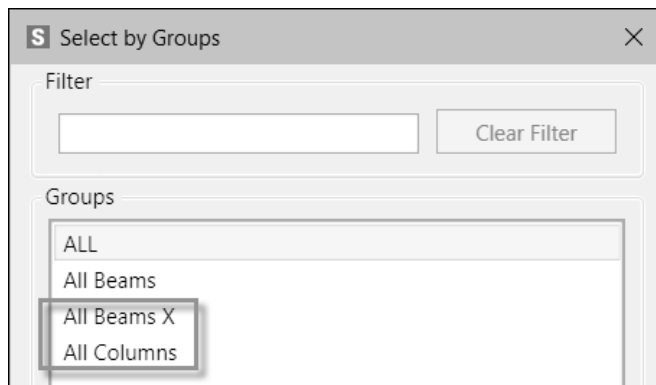 S Select by Groups
Filter
Clear Filter
Groups
ALL
All Beams
All Beams X
All Columns